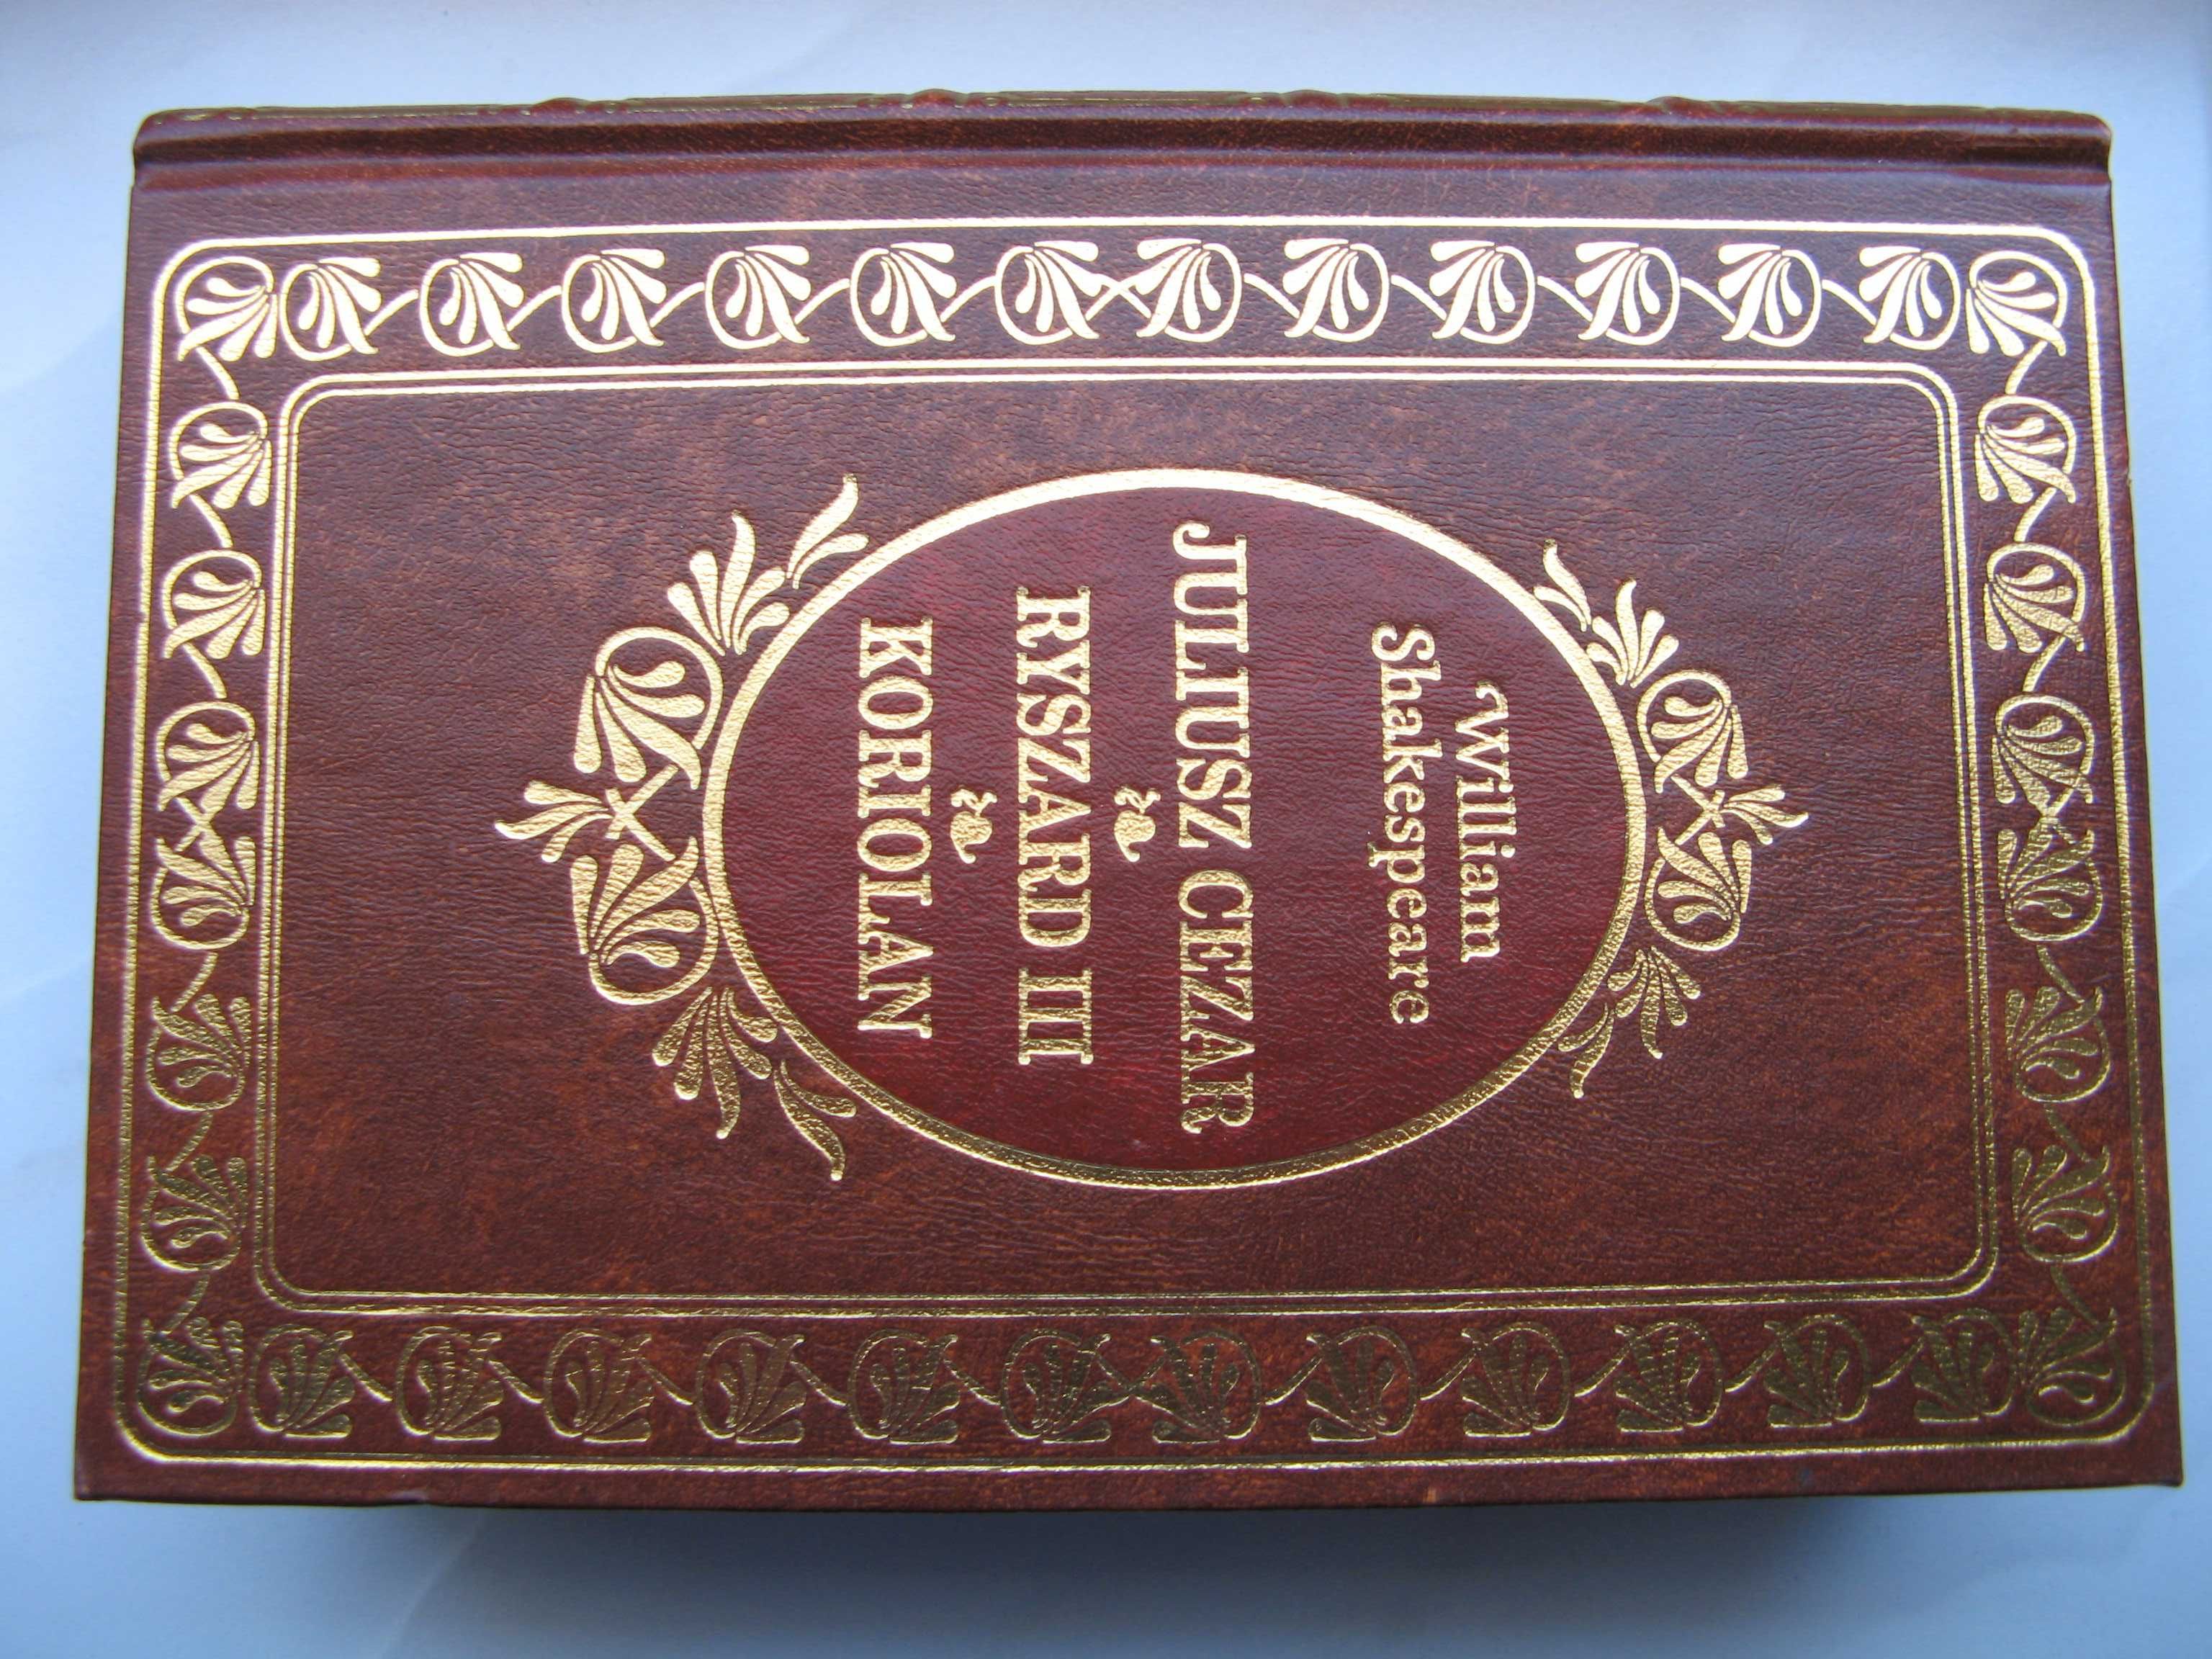 William
Shakespeare
JULIUSZ CEZAR
RYSZARD III
KORIOLAN